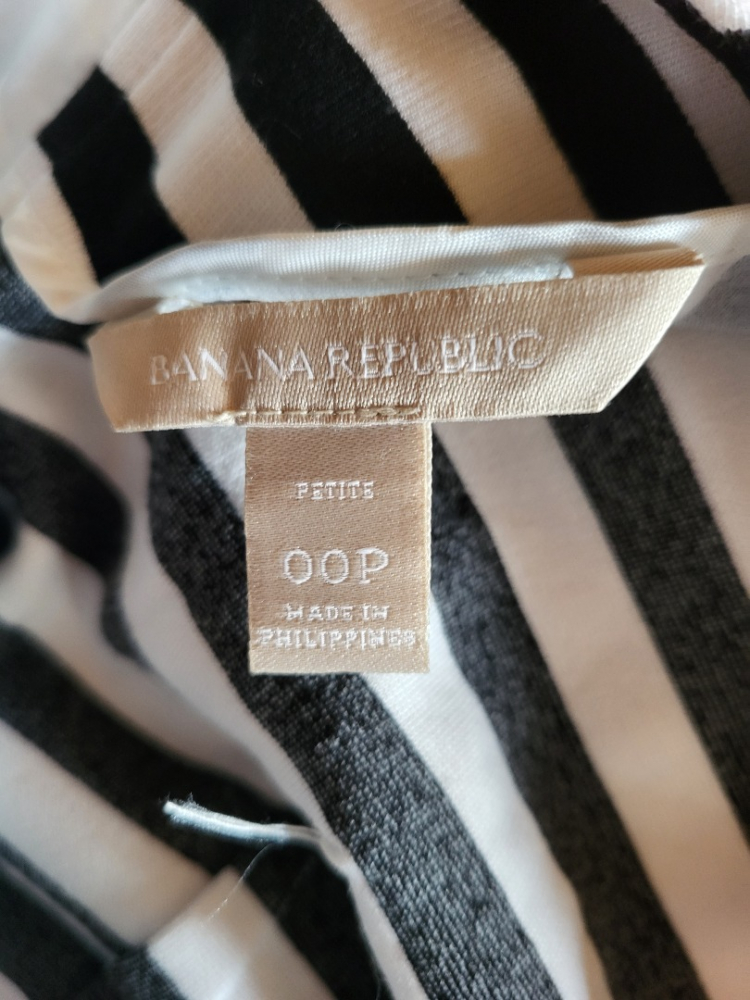 BANANA REPUBLIC
PETITE
00P
MADE IN
PHILIPPINES